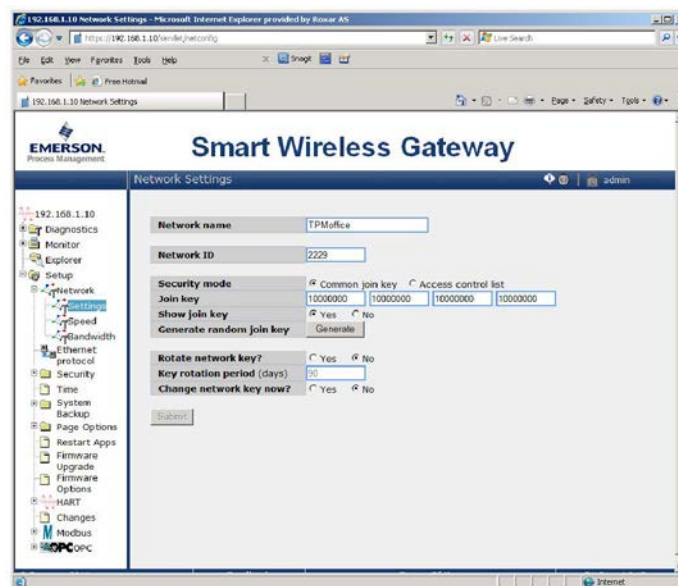 192.168.1.10 Network Settings - Microsoft Internet Explorer provided by Roxar AS
https://192.168.1.10/servlet/netconfig
Live Search
File Edit View Favorites Tools Help
SnagIt
Favorites Free Hotmail
192.168.1.10 Network Settings
Page Safety Tools
EMERSON.
Process Management
Smart Wireless Gateway
Network Settings
admin
192.168.1.10
Diagnostics
Monitor
Explorer
Setup
Network
Settings
Speed
Bandwidth
Ethernet
protocol
Security
Time
System
Backup
Page Options
Restart Apps
Firmware
Upgrade
Firmware
Options
HART
Changes
Modbus
OPC OPC
Network name TPMoffice
Network ID 2229
Security mode Common join key Access control list
Join key 10000000 10000000 10000000 10000000
Show join key Yes No
Generate random join key Generate
Rotate network key? Yes No
Key rotation period (days) 90
Change network key now? Yes No
Submit
Internet